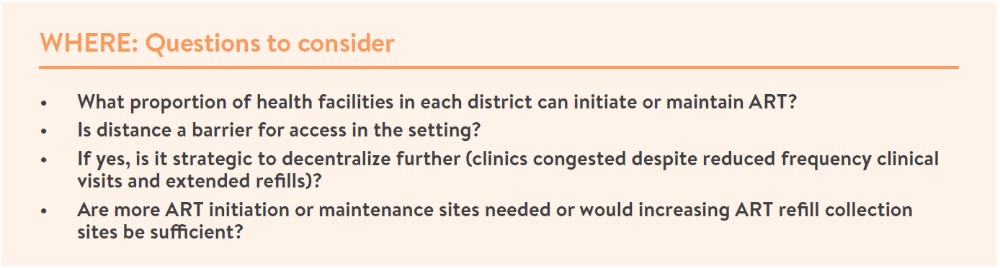 WHERE: Questions to consider
• What proportion of health facilities in each district can initiate or maintain ART?
• Is distance a barrier for access in the setting?
• If yes, is it strategic to decentralize further (clinics congested despite reduced frequency clinical
visits and extended refills)?
• Are more ART initiation or maintenance sites needed or would increasing ART refill collection
sites be sufficient?